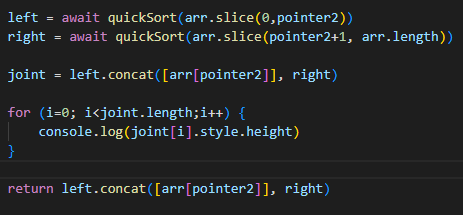 left = await quickSort(arr.slice(0,pointer2))
right = await quickSort(arr.slice(pointer2+1, arr.length))
joint = left.concat([arr[pointer2]], right)
for (i=0; i<joint.length;i++) {
    console.log(joint[i].style.height)
}
return left.concat([arr[pointer2]], right)